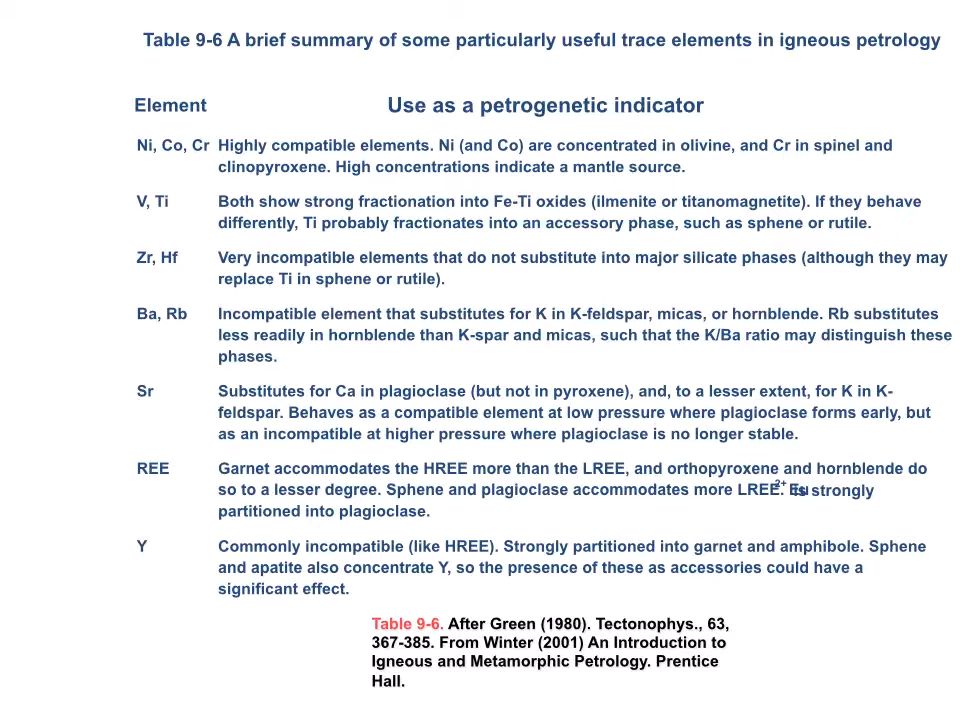 Table 9-6 A brief summary of some particularly useful trace elements in igneous petrology
Element Use as a petrogenetic indicator
Ni, Co, Cr Highly compatible elements. Ni (and Co) are concentrated in olivine, and Cr in spinel and
clinopyroxene. High concentrations indicate a mantle source.
V, Ti Both show strong fractionation into Fe-Ti oxides (ilmenite or titanomagnetite). If they behave
differently, Ti probably fractionates into an accessory phase, such as sphene or rutile.
Zr, Hf Very incompatible elements that do not substitute into major silicate phases (although they may
replace Ti in sphene or rutile).
Ba, Rb Incompatible element that substitutes for K in K-feldspar, micas, or hornblende. Rb substitutes
less readily in hornblende than K-spar and micas, such that the K/Ba ratio may distinguish these
phases.
Sr Substitutes for Ca in plagioclase (but not in pyroxene), and, to a lesser extent, for K in K-
feldspar. Behaves as a compatible element at low pressure where plagioclase forms early, but
as an incompatible at higher pressure where plagioclase is no longer stable.
REE Garnet accommodates the HREE more than the LREE, and orthopyroxene and hornblende do
so to a lesser degree. Sphene and plagioclase accommodates more LREE. Eu2+ is strongly
partitioned into plagioclase.
Y Commonly incompatible (like HREE). Strongly partitioned into garnet and amphibole. Sphene
and apatite also concentrate Y, so the presence of these as accessories could have a
significant effect.
Table 9-6. After Green (1980). Tectonophys., 63,
367-385. From Winter (2001) An Introduction to
Igneous and Metamorphic Petrology. Prentice
Hall.